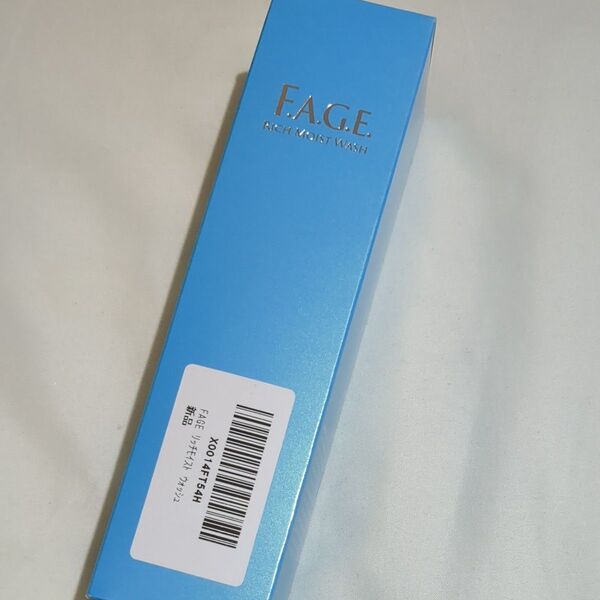 F.A.G.E.
RICH MOIST WASH
X0014FT54H
FAGE リッチモイスト ウォッシュ
新品